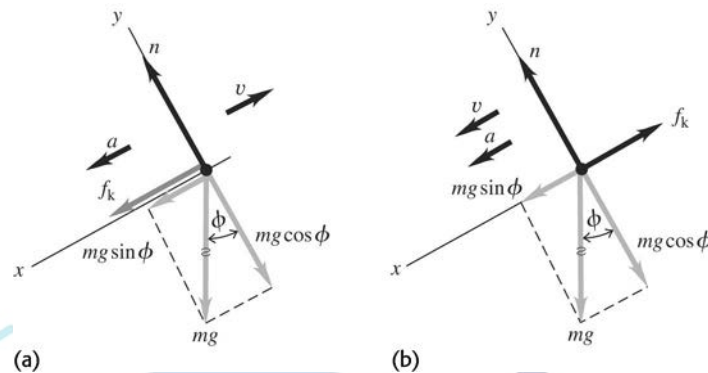 y
n
v
a
f_k
x
mg sin ϕ
ϕ
mg cos ϕ
mg
(a)
y
n
v
a
f_k
mg sin ϕ
ϕ
mg cos ϕ
x
mg
(b)